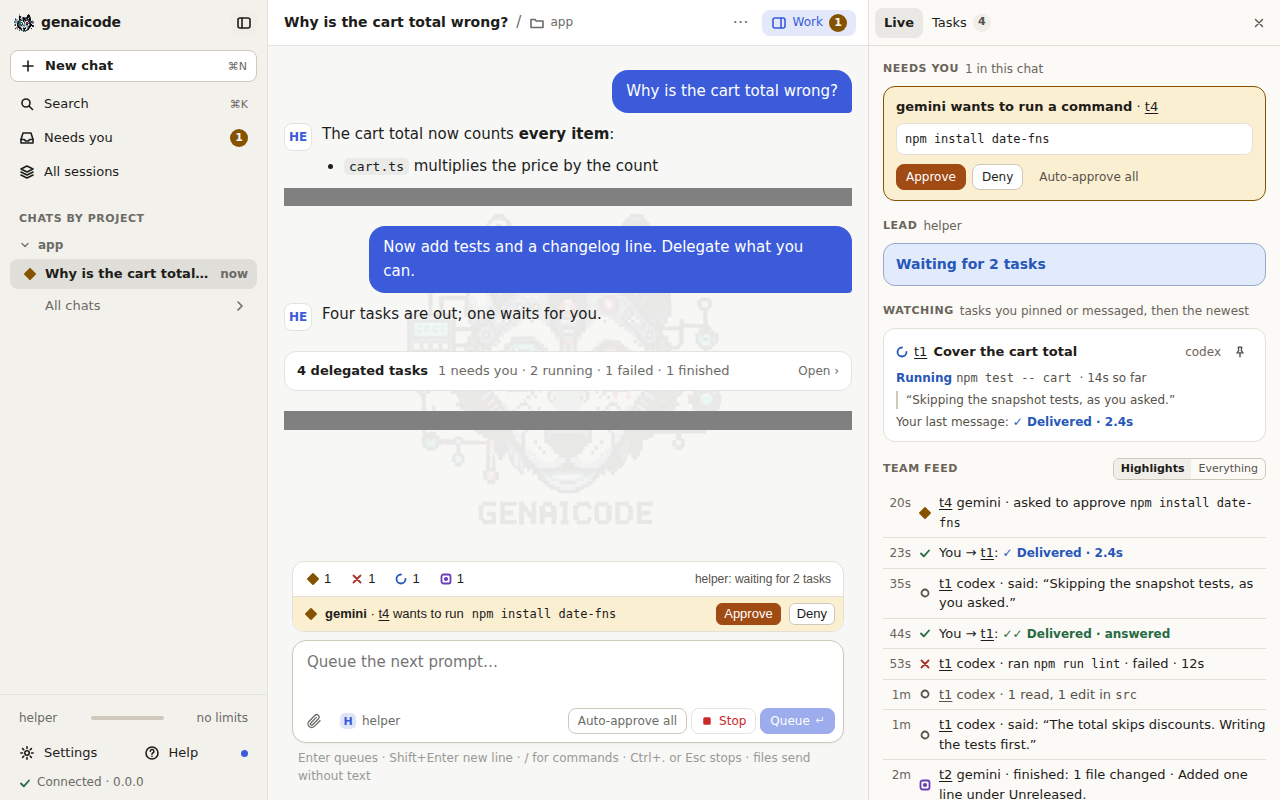 genaicode
New chat ⌘N
Search ⌘K
Needs you 1
All sessions
CHATS BY PROJECT
app
Why is the cart total… now
All chats
helper no limits
Settings Help
Connected · 0.0.0
Why is the cart total wrong? / app
··· Work 1
Why is the cart total wrong?
HE The cart total now counts every item:
• cart.ts multiplies the price by the count
Now add tests and a changelog line. Delegate what you
can.
HE Four tasks are out; one waits for you.
4 delegated tasks 1 needs you · 2 running · 1 failed · 1 finished Open ›
GENAICODE
1 1 1 1 helper: waiting for 2 tasks
gemini · t4 wants to run npm install date-fns Approve Deny
Queue the next prompt…
H helper Auto-approve all Stop Queue ↵
Enter queues · Shift+Enter new line · / for commands · Ctrl+. or Esc stops · files send
without text
Live Tasks 4
NEEDS YOU 1 in this chat
gemini wants to run a command · t4
npm install date-fns
Approve Deny Auto-approve all
LEAD helper
Waiting for 2 tasks
WATCHING tasks you pinned or messaged, then the newest
t1 Cover the cart total codex
Running npm test -- cart · 14s so far
“Skipping the snapshot tests, as you asked.”
Your last message: ✓ Delivered · 2.4s
TEAM FEED Highlights Everything
20s t4 gemini · asked to approve npm install date-
fns
23s You → t1: ✓ Delivered · 2.4s
35s t1 codex · said: “Skipping the snapshot tests, as
you asked.”
44s You → t1: ✓✓ Delivered · answered
53s t1 codex · ran npm run lint · failed · 12s
1m t1 codex · 1 read, 1 edit in src
1m t1 codex · said: “The total skips discounts. Writing
the tests first.”
2m t2 gemini · finished: 1 file changed · Added one
line under Unreleased.